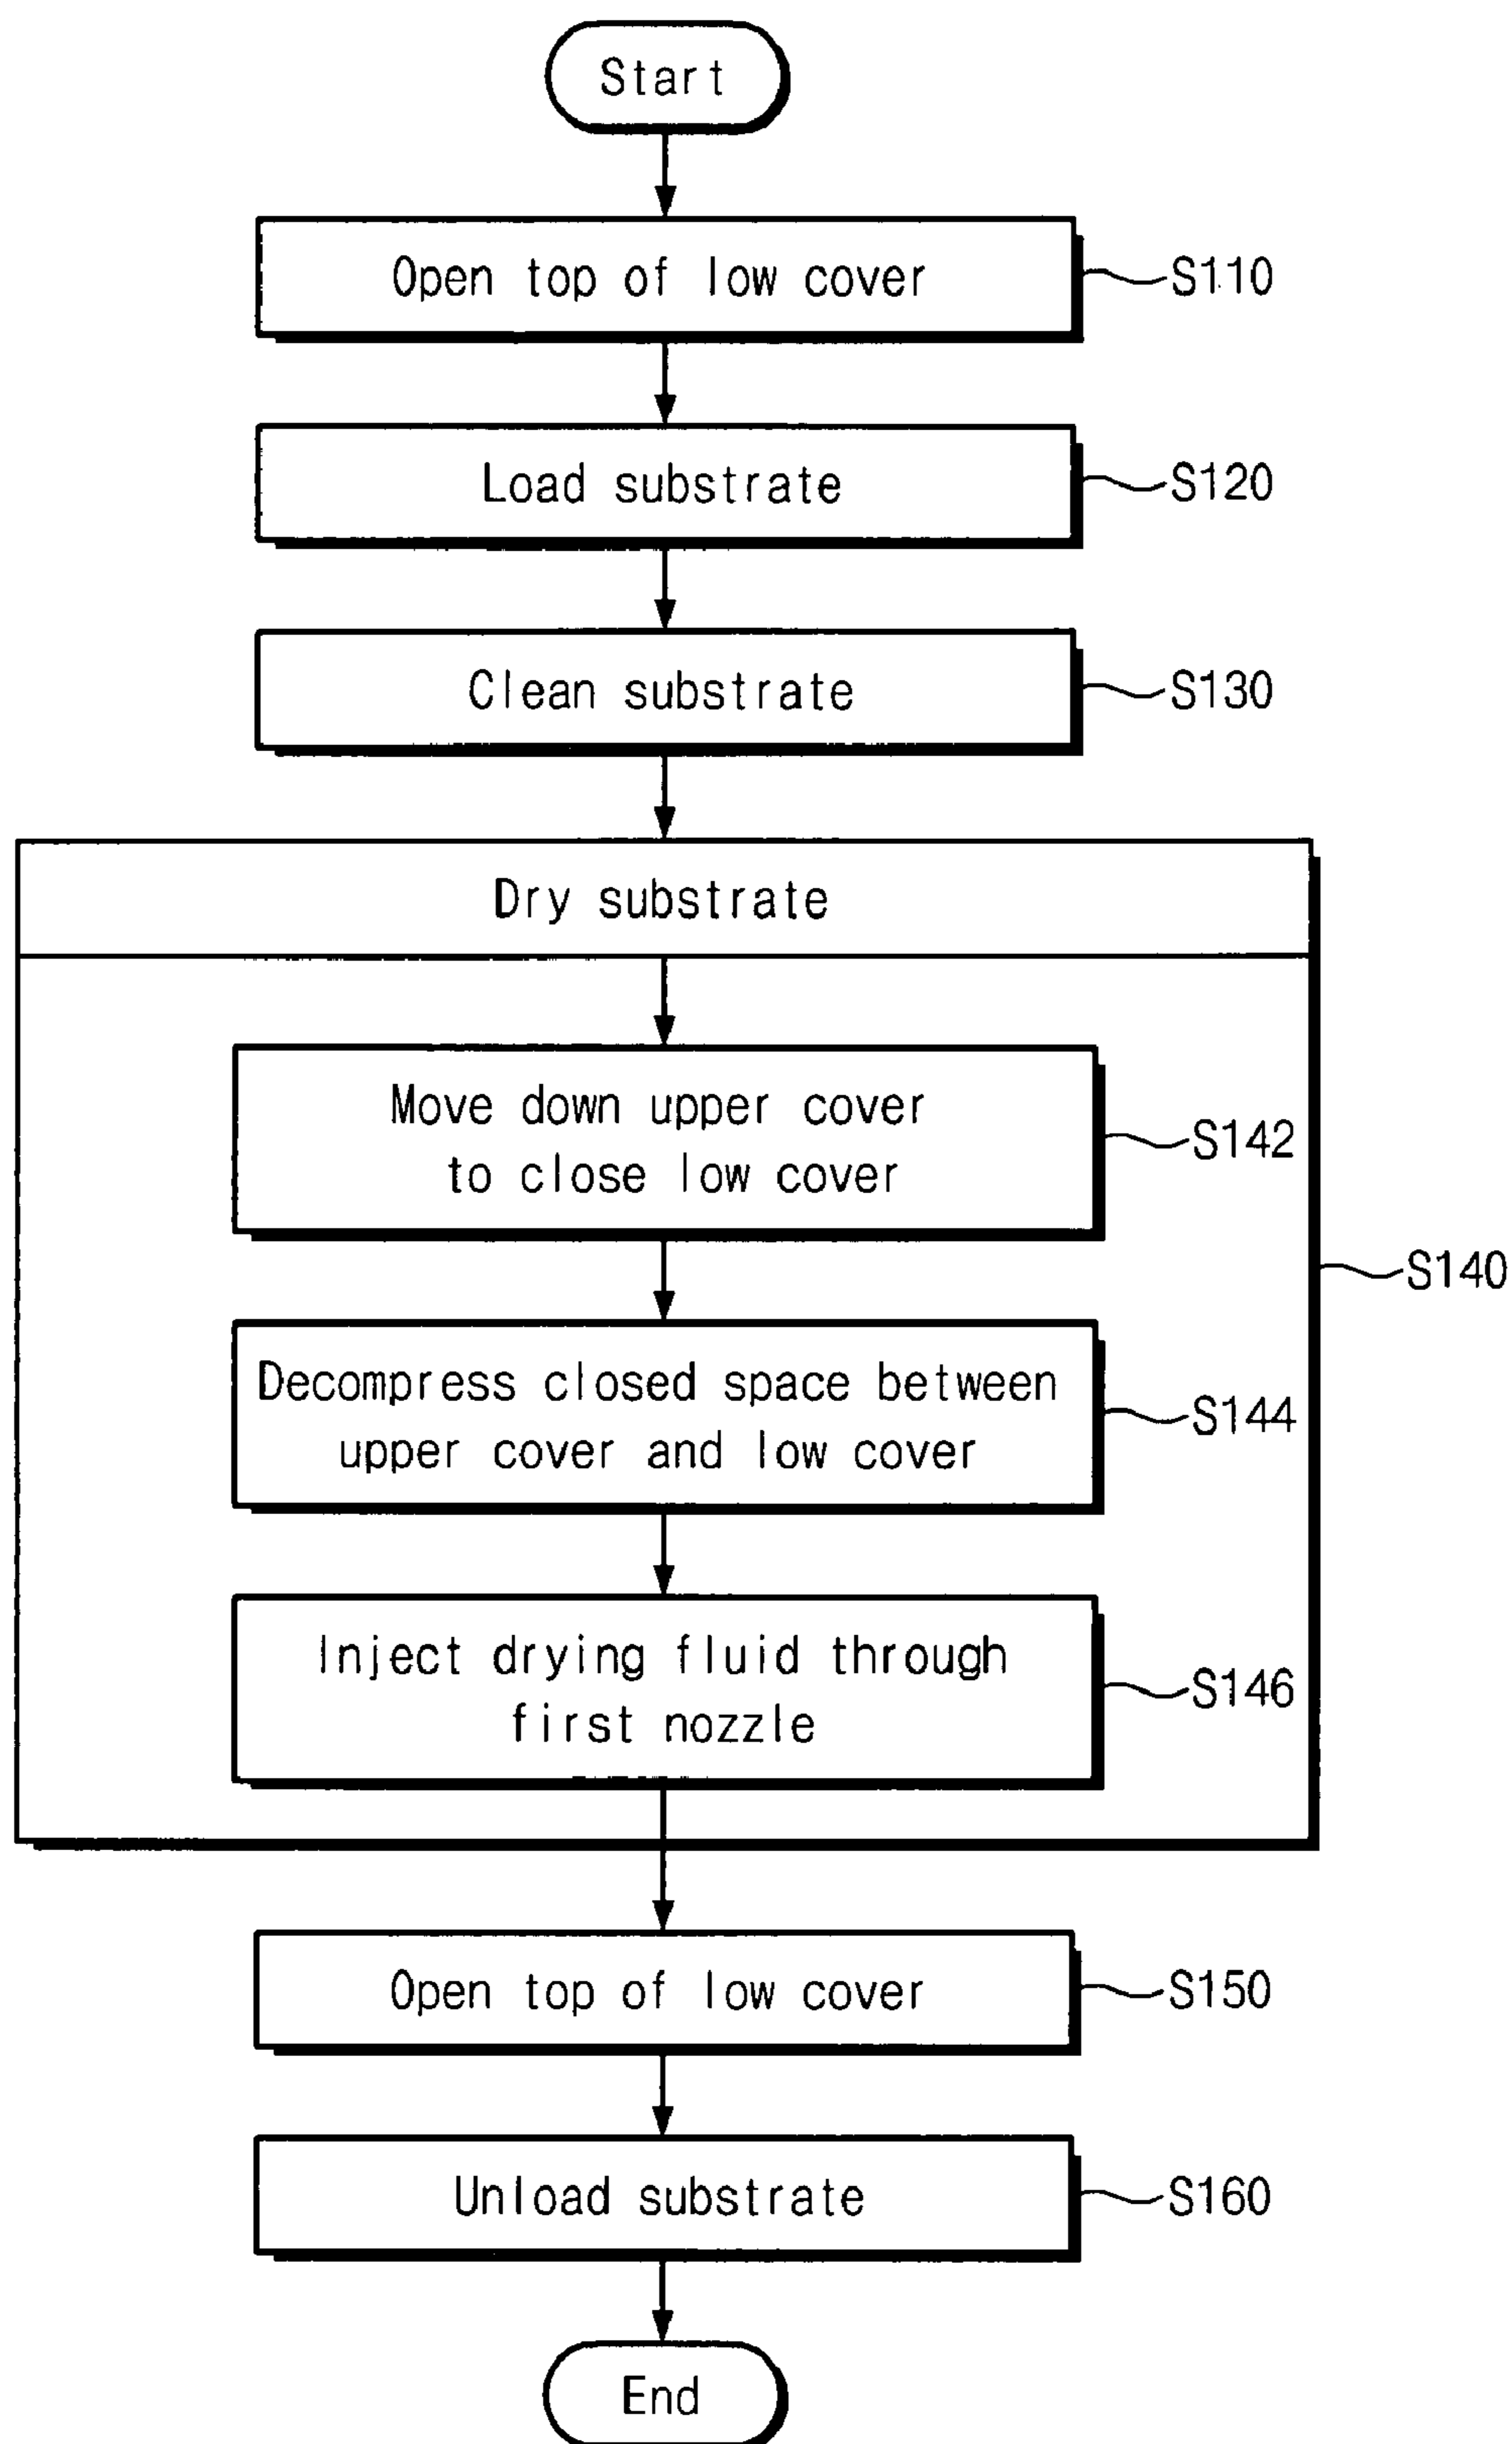 Start
Open top of low cover
S110
Load substrate
S120
Clean substrate
S130
Dry substrate
Move down upper cover
to close low cover
S142
S140
Decompress closed space between
upper cover and low cover
S144
Inject drying fluid through
first nozzle
S146
Open top of low cover
S150
Unload substrate
S160
End